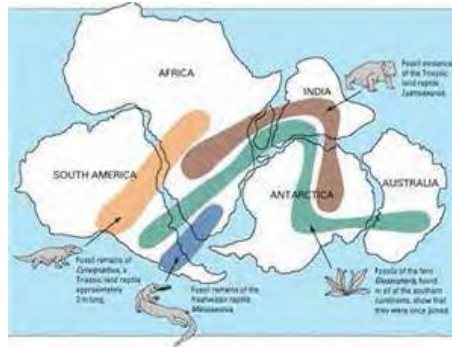 AFRICA
Fossil evidence
of the Triassic
land reptile
Lystrosaurus.
INDIA
SOUTH AMERICA
ANTARCTICA
AUSTRALIA
Fossil remains of
Cynognathus, a
Triassic land reptile
approximately
3 m long.
Fossil remains of the
freshwater reptile
Mesosaurus.
Fossils of the fern
Glossopteris, found
in all of the southern
continents, show that
they were once joined.